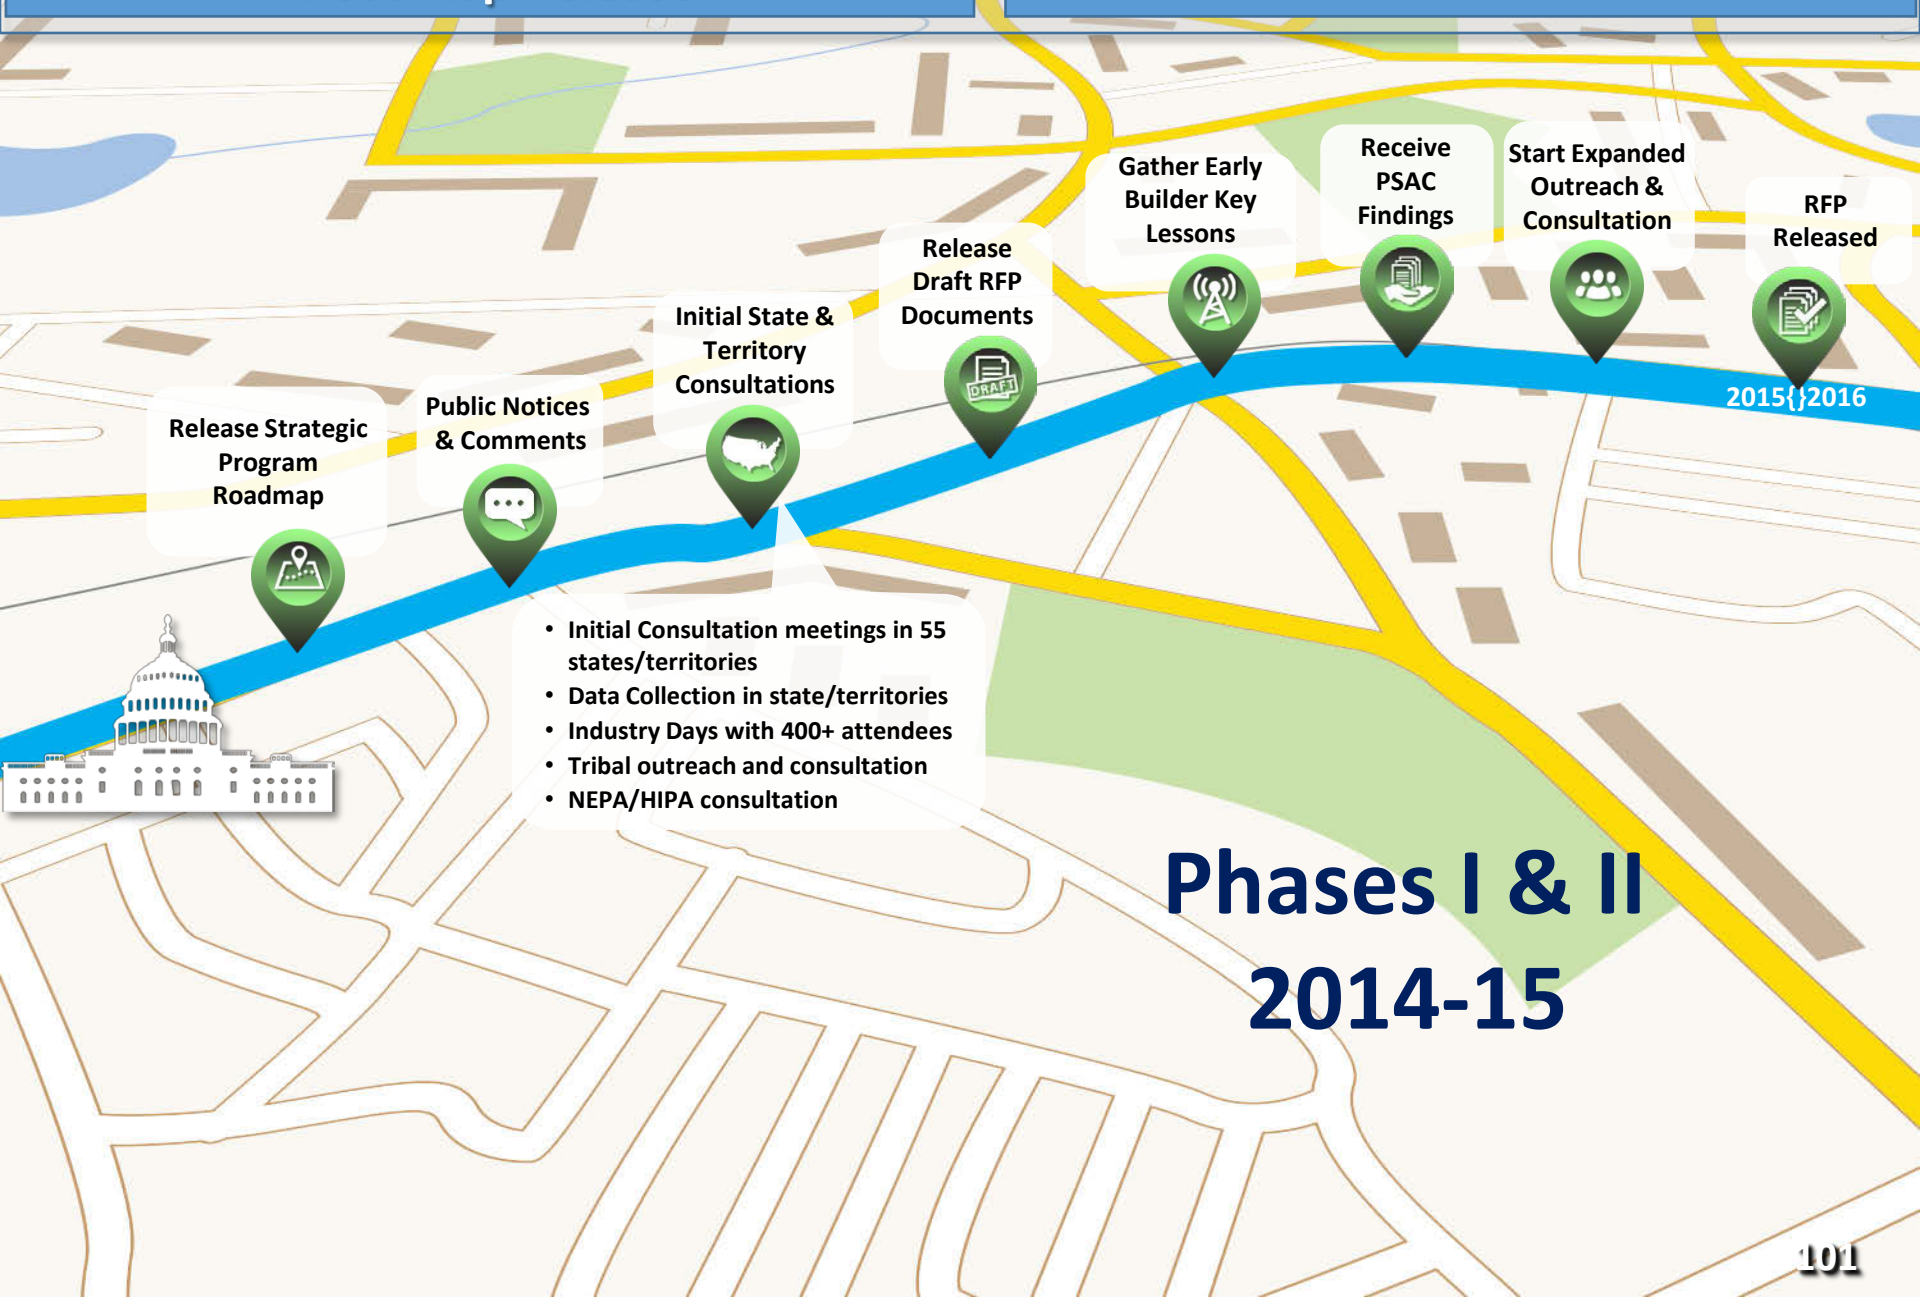 Release Strategic
Program
Roadmap
Public Notices
& Comments
Initial State &
Territory
Consultations
Release
Draft RFP
Documents
DRAFT
Gather Early
Builder Key
Lessons
Receive
PSAC
Findings
Start Expanded
Outreach &
Consultation
RFP
Released
2015{}2016
• Initial Consultation meetings in 55
states/territories
• Data Collection in state/territories
• Industry Days with 400+ attendees
• Tribal outreach and consultation
• NEPA/HIPA consultation
Phases I & II
2014-15
101